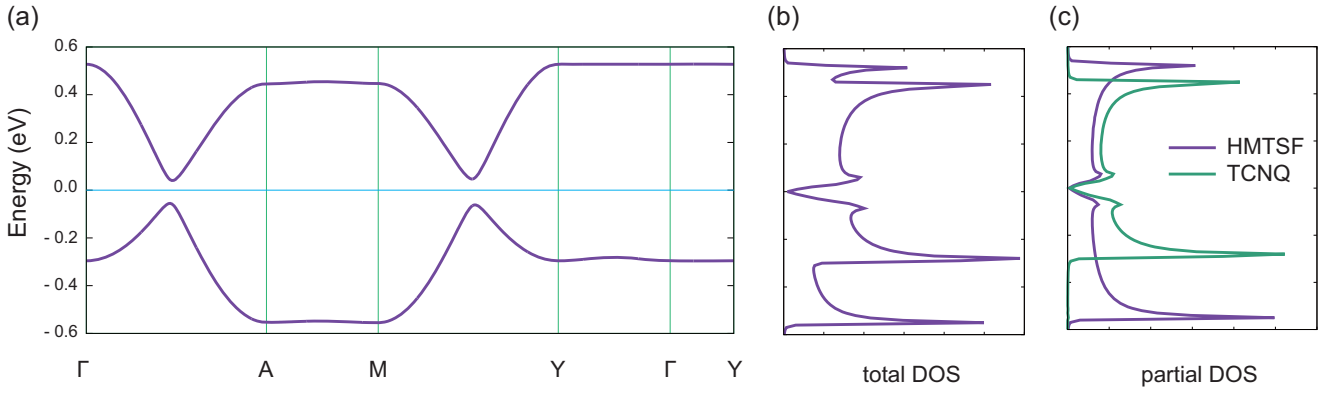 (a)
(b)
(c)
Energy (eV)
0.6
0.4
0.2
0.0
- 0.2
- 0.4
- 0.6
Γ A M Y Γ Y
HMTSF
TCNQ
total DOS
partial DOS